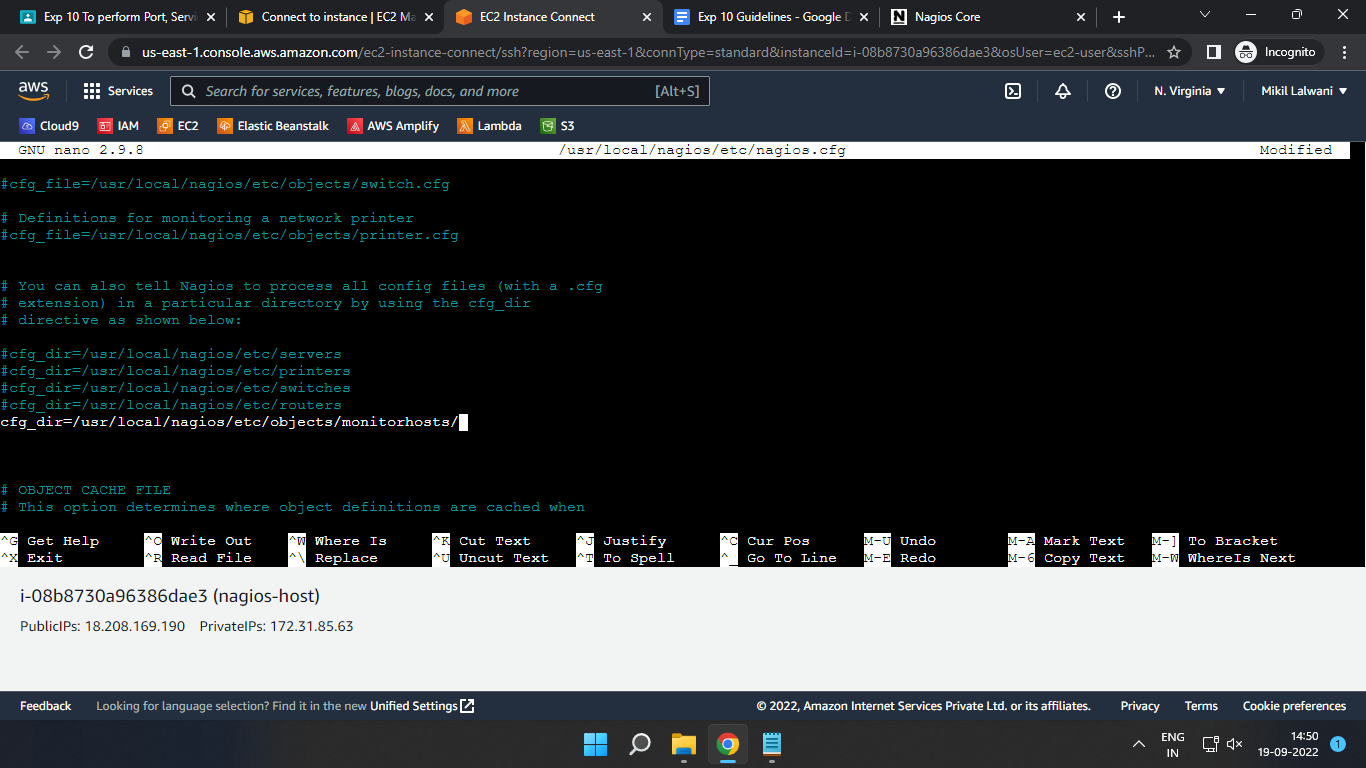 Exp 10 To perform Port, Servi
Connect to instance | EC2 Ma
EC2 Instance Connect
Exp 10 Guidelines - Google D
Nagios Core
us-east-1.console.aws.amazon.com/ec2-instance-connect/ssh?region=us-east-1&connType=standard&instanceId=i-08b8730a96386dae3&osUser=ec2-user&sshP...
Incognito
aws
Services
Search for services, features, blogs, docs, and more
[Alt+S]
N. Virginia
Mikil Lalwani
Cloud9
IAM
EC2
Elastic Beanstalk
AWS Amplify
Lambda
S3
GNU nano 2.9.8 /usr/local/nagios/etc/nagios.cfg Modified
#cfg_file=/usr/local/nagios/etc/objects/switch.cfg
# Definitions for monitoring a network printer
#cfg_file=/usr/local/nagios/etc/objects/printer.cfg
# You can also tell Nagios to process all config files (with a .cfg
# extension) in a particular directory by using the cfg_dir
# directive as shown below:
#cfg_dir=/usr/local/nagios/etc/servers
#cfg_dir=/usr/local/nagios/etc/printers
#cfg_dir=/usr/local/nagios/etc/switches
#cfg_dir=/usr/local/nagios/etc/routers
cfg_dir=/usr/local/nagios/etc/objects/monitorhosts/
# OBJECT CACHE FILE
# This option determines where object definitions are cached when
^G Get Help ^O Write Out ^W Where Is ^K Cut Text ^J Justify ^C Cur Pos M-U Undo M-A Mark Text M-] To Bracket
^X Exit ^R Read File ^\ Replace ^U Uncut Text ^T To Spell ^_ Go To Line M-E Redo M-6 Copy Text M-W WhereIs Next
i-08b8730a96386dae3 (nagios-host)
PublicIPs: 18.208.169.190 PrivateIPs: 172.31.85.63
Feedback
Looking for language selection? Find it in the new Unified Settings
© 2022, Amazon Internet Services Private Ltd. or its affiliates.
Privacy
Terms
Cookie preferences
ENG
IN
14:50
19-09-2022
1